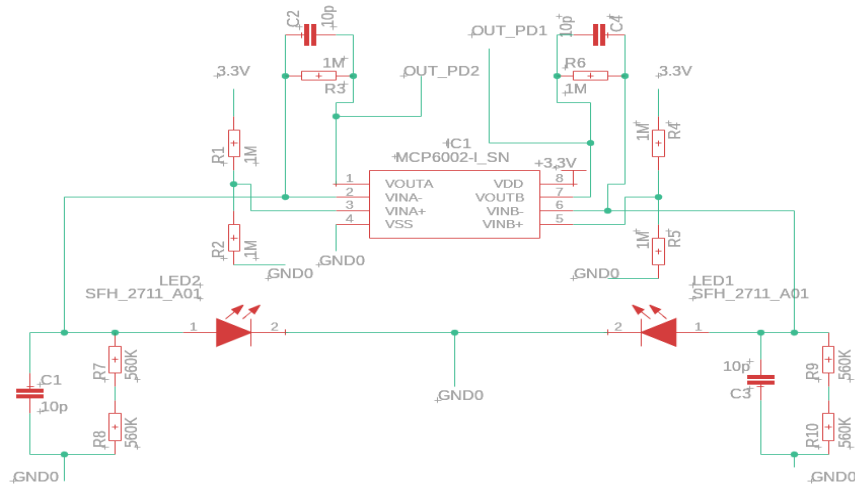 C2
10p
OUT_PD1
10p
C4
3.3V
1M
R3
OUT_PD2
R6
1M
3.3V
R1
1M
IC1
MCP6002-I_SN
+3.3V
1M
R4
1
2
3
4
VOUTA
VINA-
VINA+
VSS
VDD
VOUTB
VINB-
VINB+
8
7
6
5
R2
1M
GND0
GND0
GND0
1M
R5
LED2
SFH_2711_A01
LED1
SFH_2711_A01
1
2
2
1
C1
10p
R7
560K
R8
560K
GND0
10p
C3
R9
560K
R10
560K
GND0
GND0